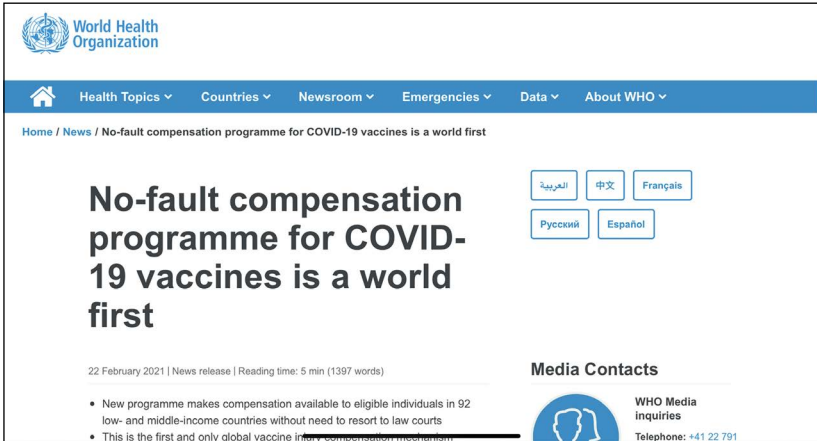 World Health
Organization
Health Topics
Countries
Newsroom
Emergencies
Data
About WHO
Home / News / No-fault compensation programme for COVID-19 vaccines is a world first
No-fault compensation
programme for COVID-
19 vaccines is a world
first
العربية
中文
Français
Русский
Español
22 February 2021 | News release | Reading time: 5 min (1397 words)
• New programme makes compensation available to eligible individuals in 92
low- and middle-income countries without need to resort to law courts
• This is the first and only global vaccine injury compensation mechanism
Media Contacts
WHO Media
inquiries
Telephone: +41 22 791